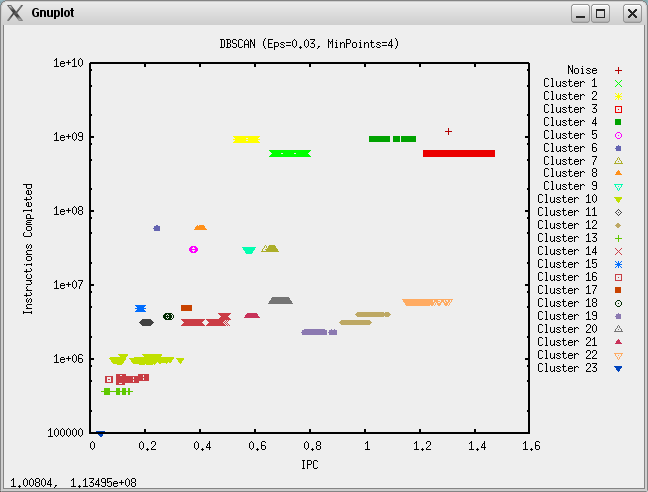 Gnuplot
DBSCAN (Eps=0.03, MinPoints=4)
1e+10
1e+09
1e+08
1e+07
1e+06
100000
Instructions Completed
0
0.2
0.4
0.6
0.8
1
1.2
1.4
1.6
IPC
Noise
Cluster 1
Cluster 2
Cluster 3
Cluster 4
Cluster 5
Cluster 6
Cluster 7
Cluster 8
Cluster 9
Cluster 10
Cluster 11
Cluster 12
Cluster 13
Cluster 14
Cluster 15
Cluster 16
Cluster 17
Cluster 18
Cluster 19
Cluster 20
Cluster 21
Cluster 22
Cluster 23
1.00804, 1.13495e+08